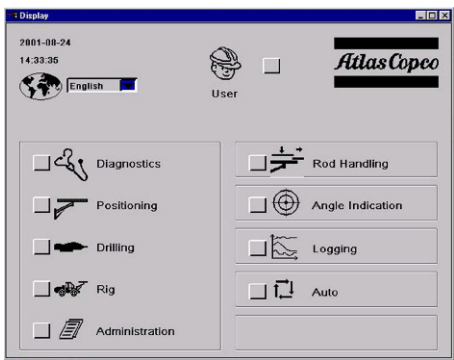 Display
2001-08-24
14:33:35
English
User
Atlas Copco
Diagnostics
Positioning
Drilling
Rig
Administration
Rod Handling
Angle Indication
Logging
Auto